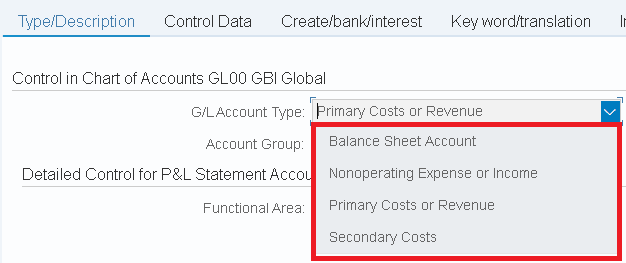 Type/Description Control Data Create/bank/interest Key word/translation
Control in Chart of Accounts GL00 GBI Global
G/L Account Type: Primary Costs or Revenue
Account Group: Balance Sheet Account
Nonoperating Expense or Income
Detailed Control for P&L Statement Accou
Primary Costs or Revenue
Functional Area:
Secondary Costs